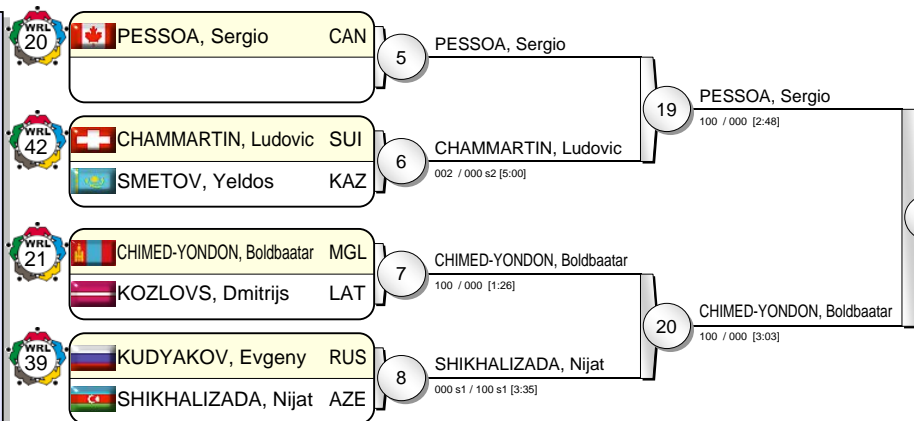 WRL
20
PESSOA, Sergio CAN
5
PESSOA, Sergio
WRL
42
CHAMMARTIN, Ludovic SUI
SMETOV, Yeldos KAZ
6
CHAMMARTIN, Ludovic
002 / 000 s2 [5:00]
19
PESSOA, Sergio
100 / 000 [2:48]
WRL
21
CHIMED-YONDON, Boldbaatar MGL
KOZLOVS, Dmitrijs LAT
7
CHIMED-YONDON, Boldbaatar
100 / 000 [1:26]
WRL
39
KUDYAKOV, Evgeny RUS
SHIKHALIZADA, Nijat AZE
8
SHIKHALIZADA, Nijat
000 s1 / 100 s1 [3:35]
20
CHIMED-YONDON, Boldbaatar
100 / 000 [3:03]